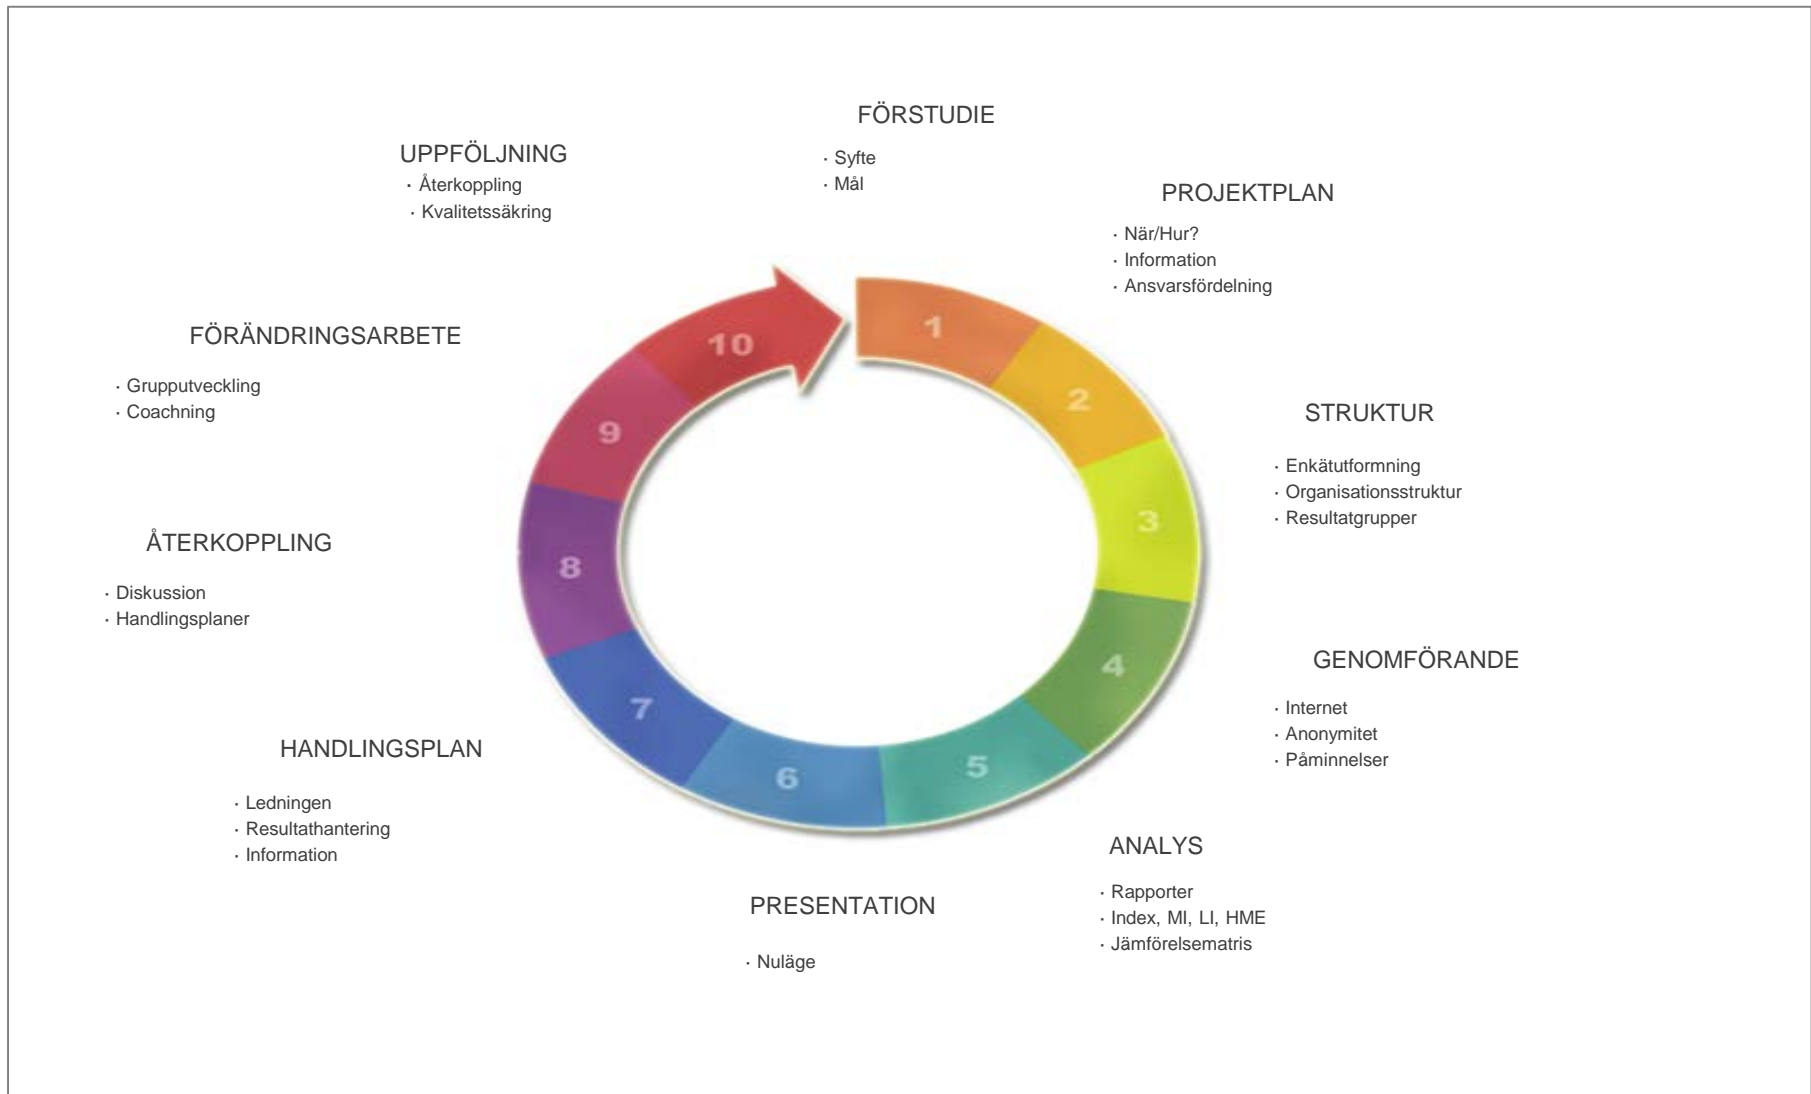 FÖRSTUDIE
· Syfte
· Mål
PROJEKTPLAN
· När/Hur?
· Information
· Ansvarsfördelning
STRUKTUR
· Enkätutformning
· Organisationsstruktur
· Resultatgrupper
GENOMFÖRANDE
· Internet
· Anonymitet
· Påminnelser
ANALYS
· Rapporter
· Index, MI, LI, HME
· Jämförelsematris
PRESENTATION
· Nuläge
HANDLINGSPLAN
· Ledningen
· Resultathantering
· Information
ÅTERKOPPLING
· Diskussion
· Handlingsplaner
FÖRÄNDRINGSARBETE
· Grupputveckling
· Coachning
UPPFÖLJNING
· Återkoppling
· Kvalitetssäkring
1
2
3
4
5
6
7
8
9
10